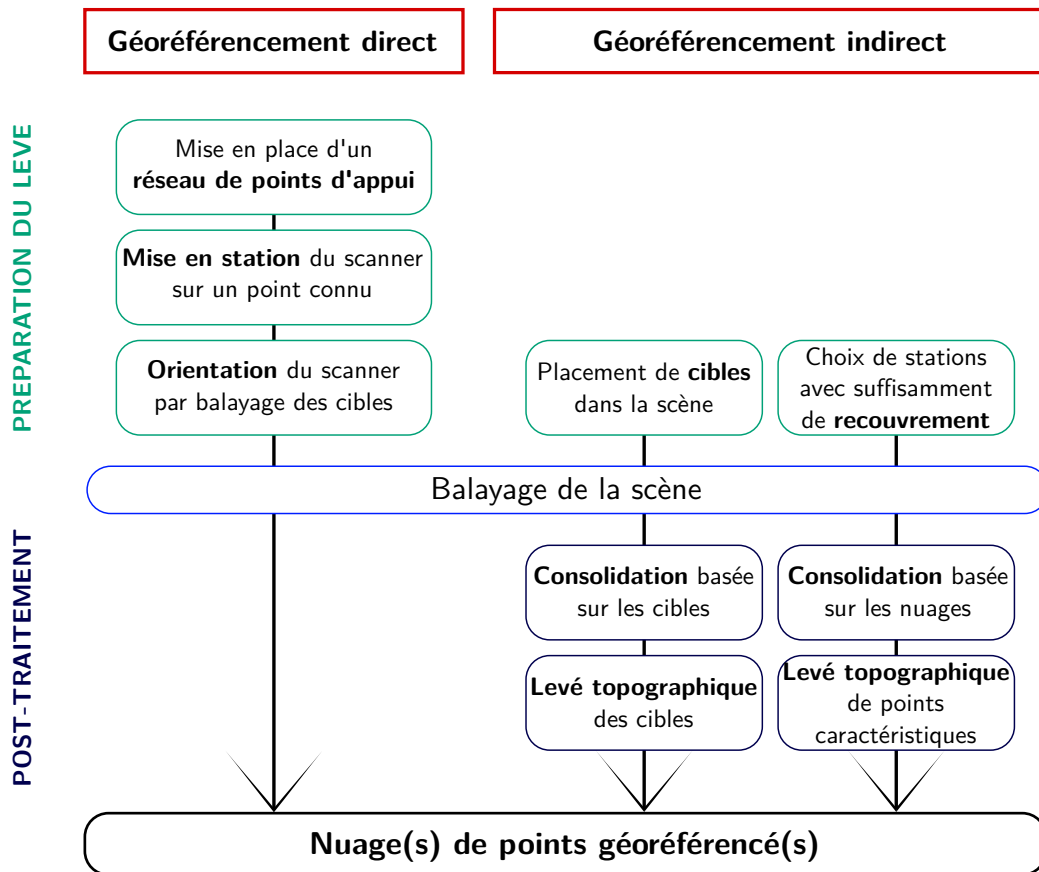 Géoréférencement direct
Géoréférencement indirect
PREPARATION DU LEVE
Mise en place d'un
réseau de points d'appui
Mise en station du scanner
sur un point connu
Orientation du scanner
par balayage des cibles
Placement de cibles
dans la scène
Choix de stations
avec suffisamment
de recouvrement
Balayage de la scène
POST-TRAITEMENT
Consolidation basée
sur les cibles
Levé topographique
des cibles
Consolidation basée
sur les nuages
Levé topographique
de points
caractéristiques
Nuage(s) de points géoréférencé(s)